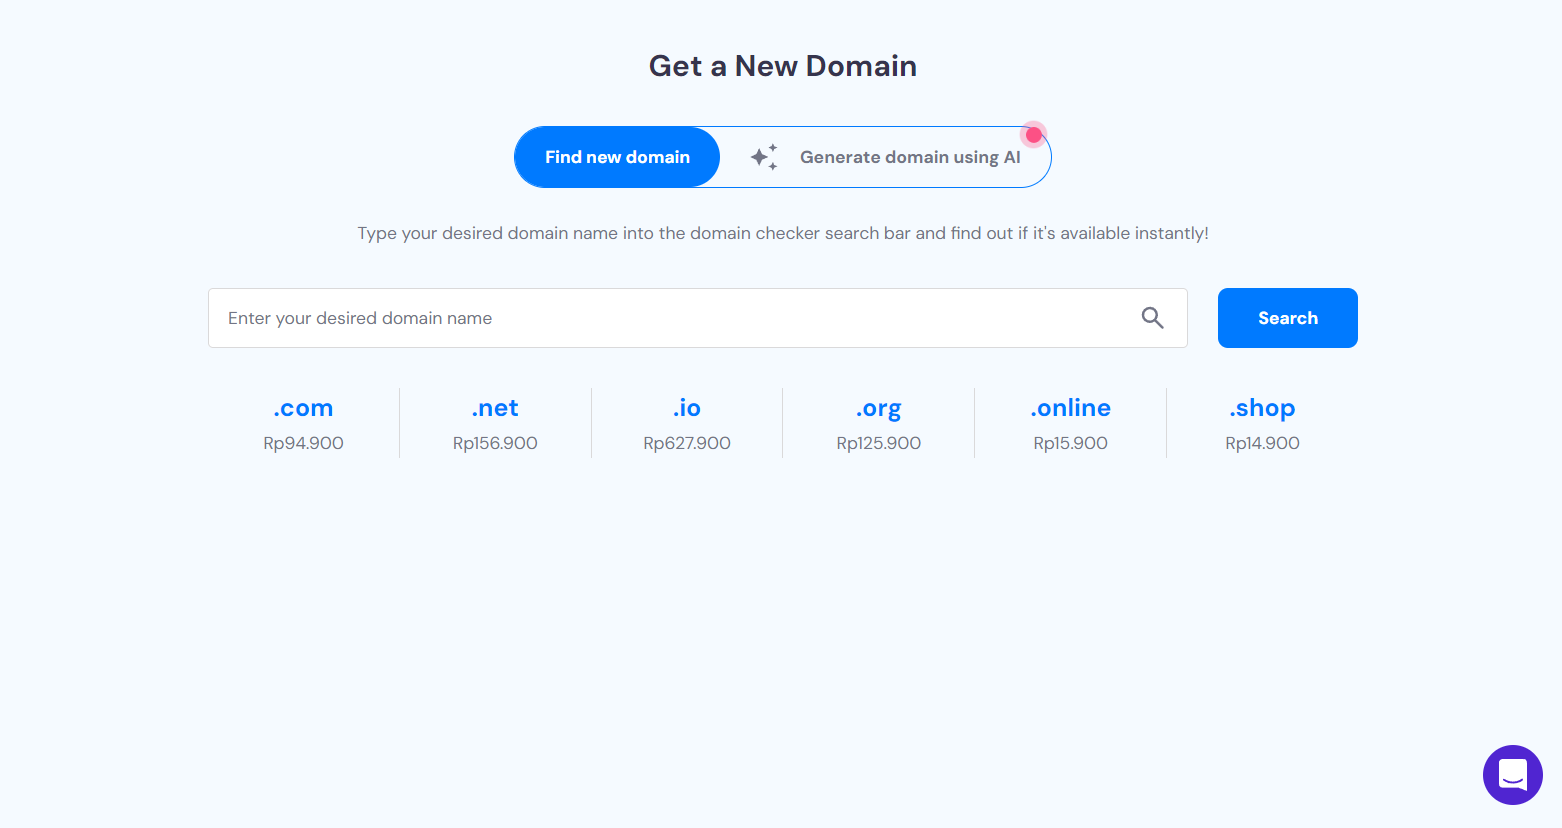 Get a New Domain
Find new domain
Generate domain using AI
Type your desired domain name into the domain checker search bar and find out if it's available instantly!
Enter your desired domain name
Search
.com
Rp94.900
.net
Rp156.900
.io
Rp627.900
.org
Rp125.900
.online
Rp15.900
.shop
Rp14.900